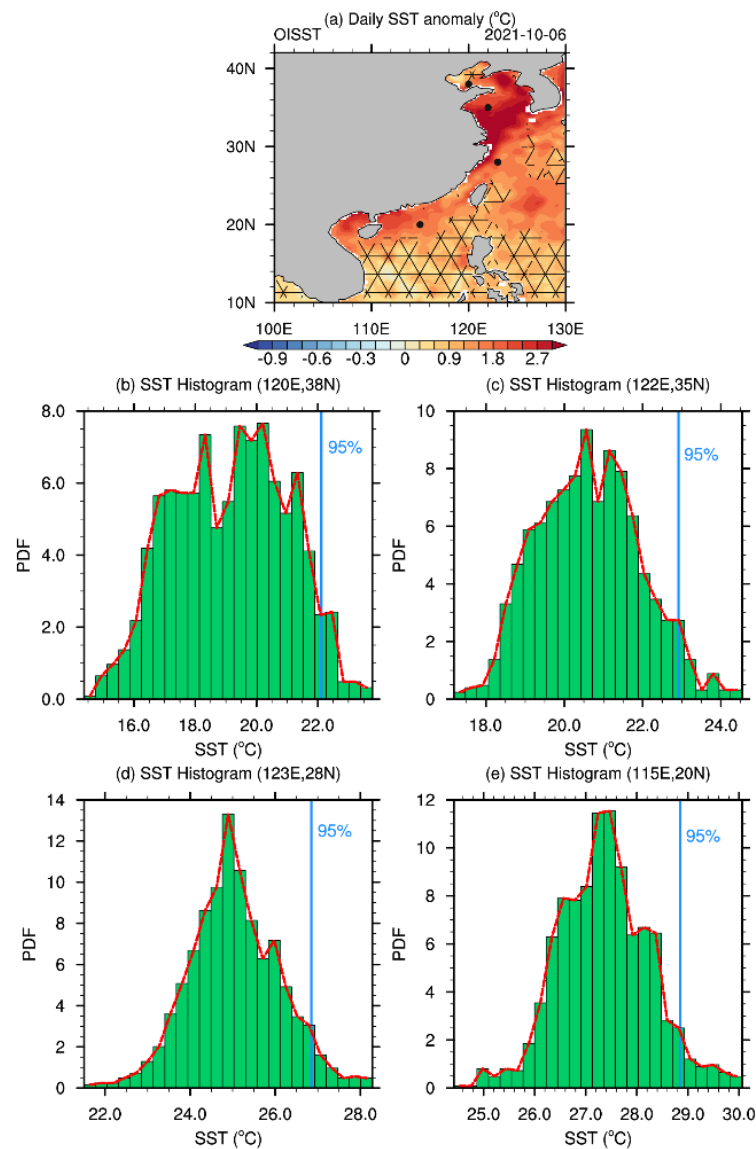 (a) Daily SST anomaly (°C)
OISST 2021-10-06
40N
30N
20N
10N
100E 110E 120E 130E
-0.9 -0.6 -0.3 0 0.9 1.8 2.7
(b) SST Histogram (120E,38N)
8.0
6.0
4.0
2.0
0.0
PDF
95%
16.0 18.0 20.0 22.0
SST (°C)
(c) SST Histogram (122E,35N)
10
8
6
4
2
0
PDF
95%
18.0 20.0 22.0 24.0
SST (°C)
(d) SST Histogram (123E,28N)
14
12
10
8
6
4
2
0
PDF
95%
22.0 24.0 26.0 28.0
SST (°C)
(e) SST Histogram (115E,20N)
12
10
8
6
4
2
0
PDF
95%
25.0 26.0 27.0 28.0 29.0 30.0
SST (°C)